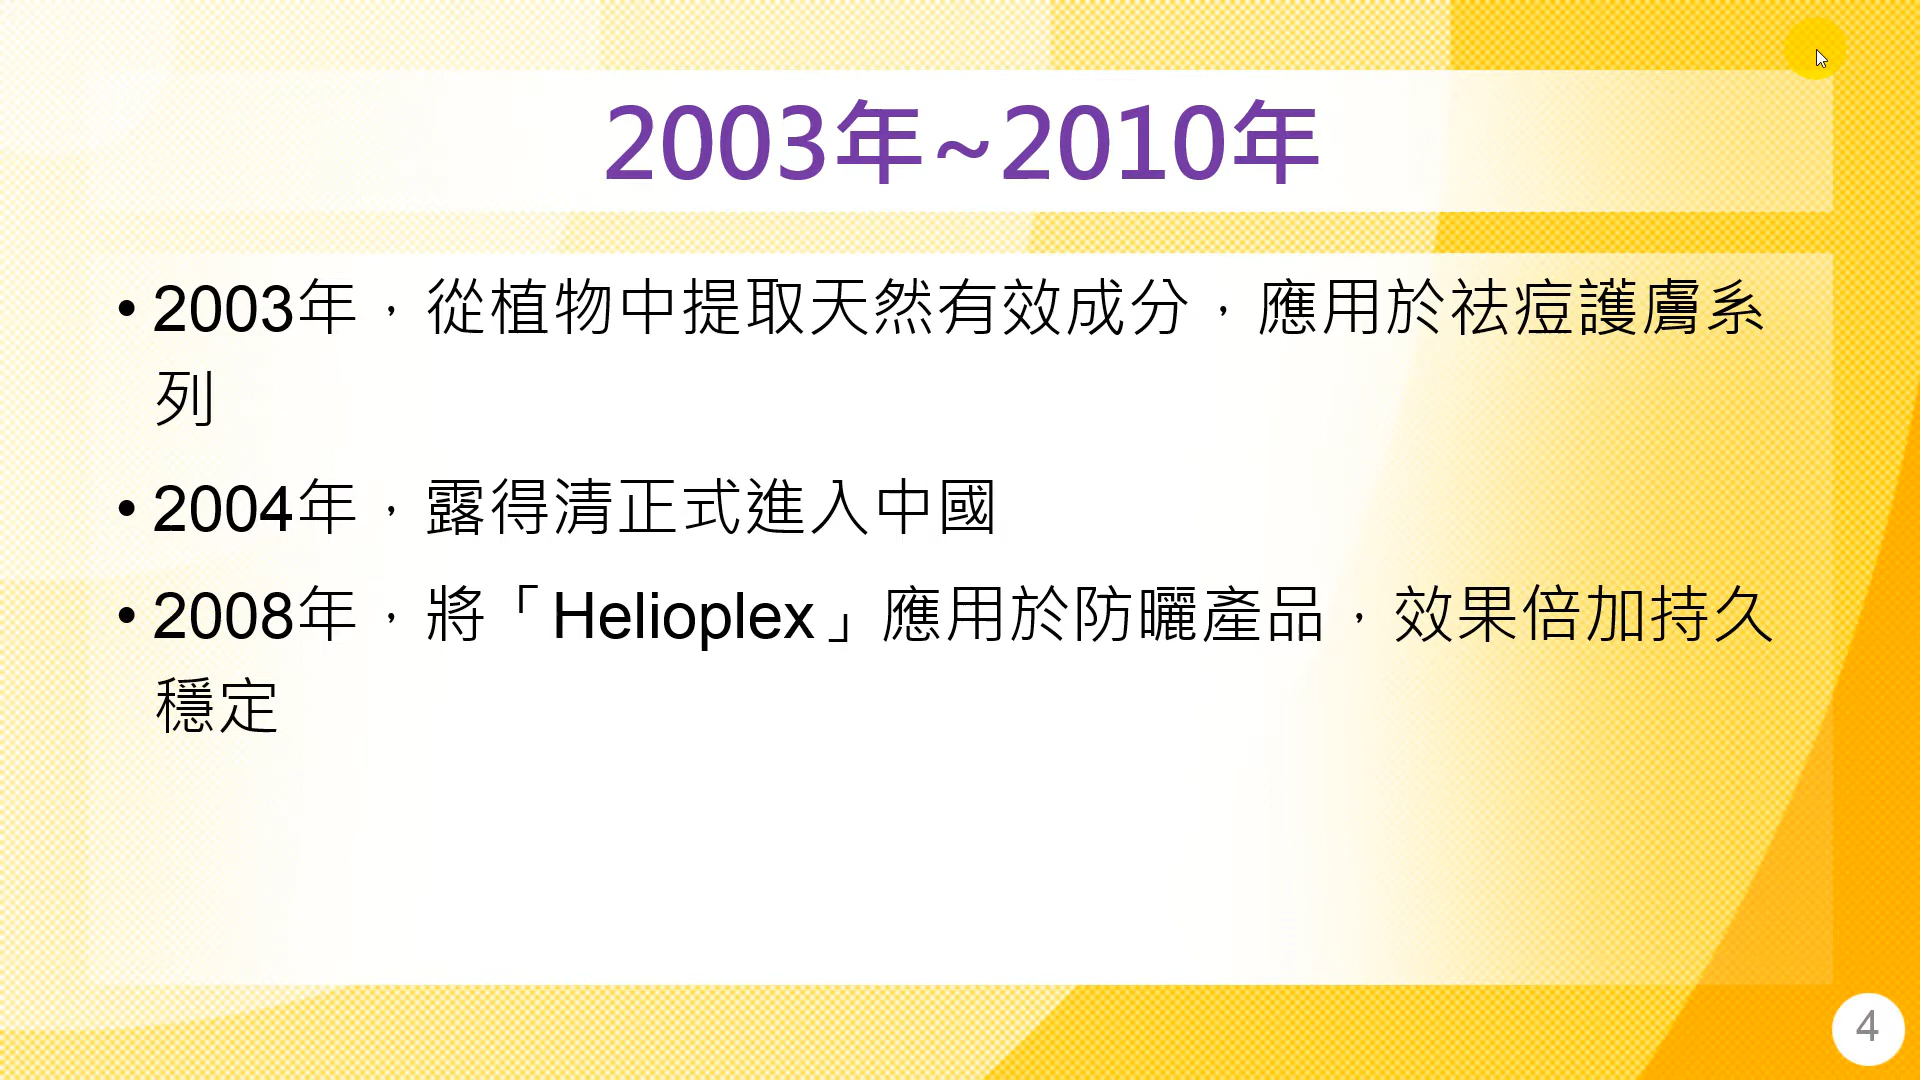 2003年~2010年
• 2003年，從植物中提取天然有效成分，應用於祛痘護膚系
列
• 2004年，露得清正式進入中國
• 2008年，將「Helioplex」應用於防曬產品，效果倍加持久
穩定
4